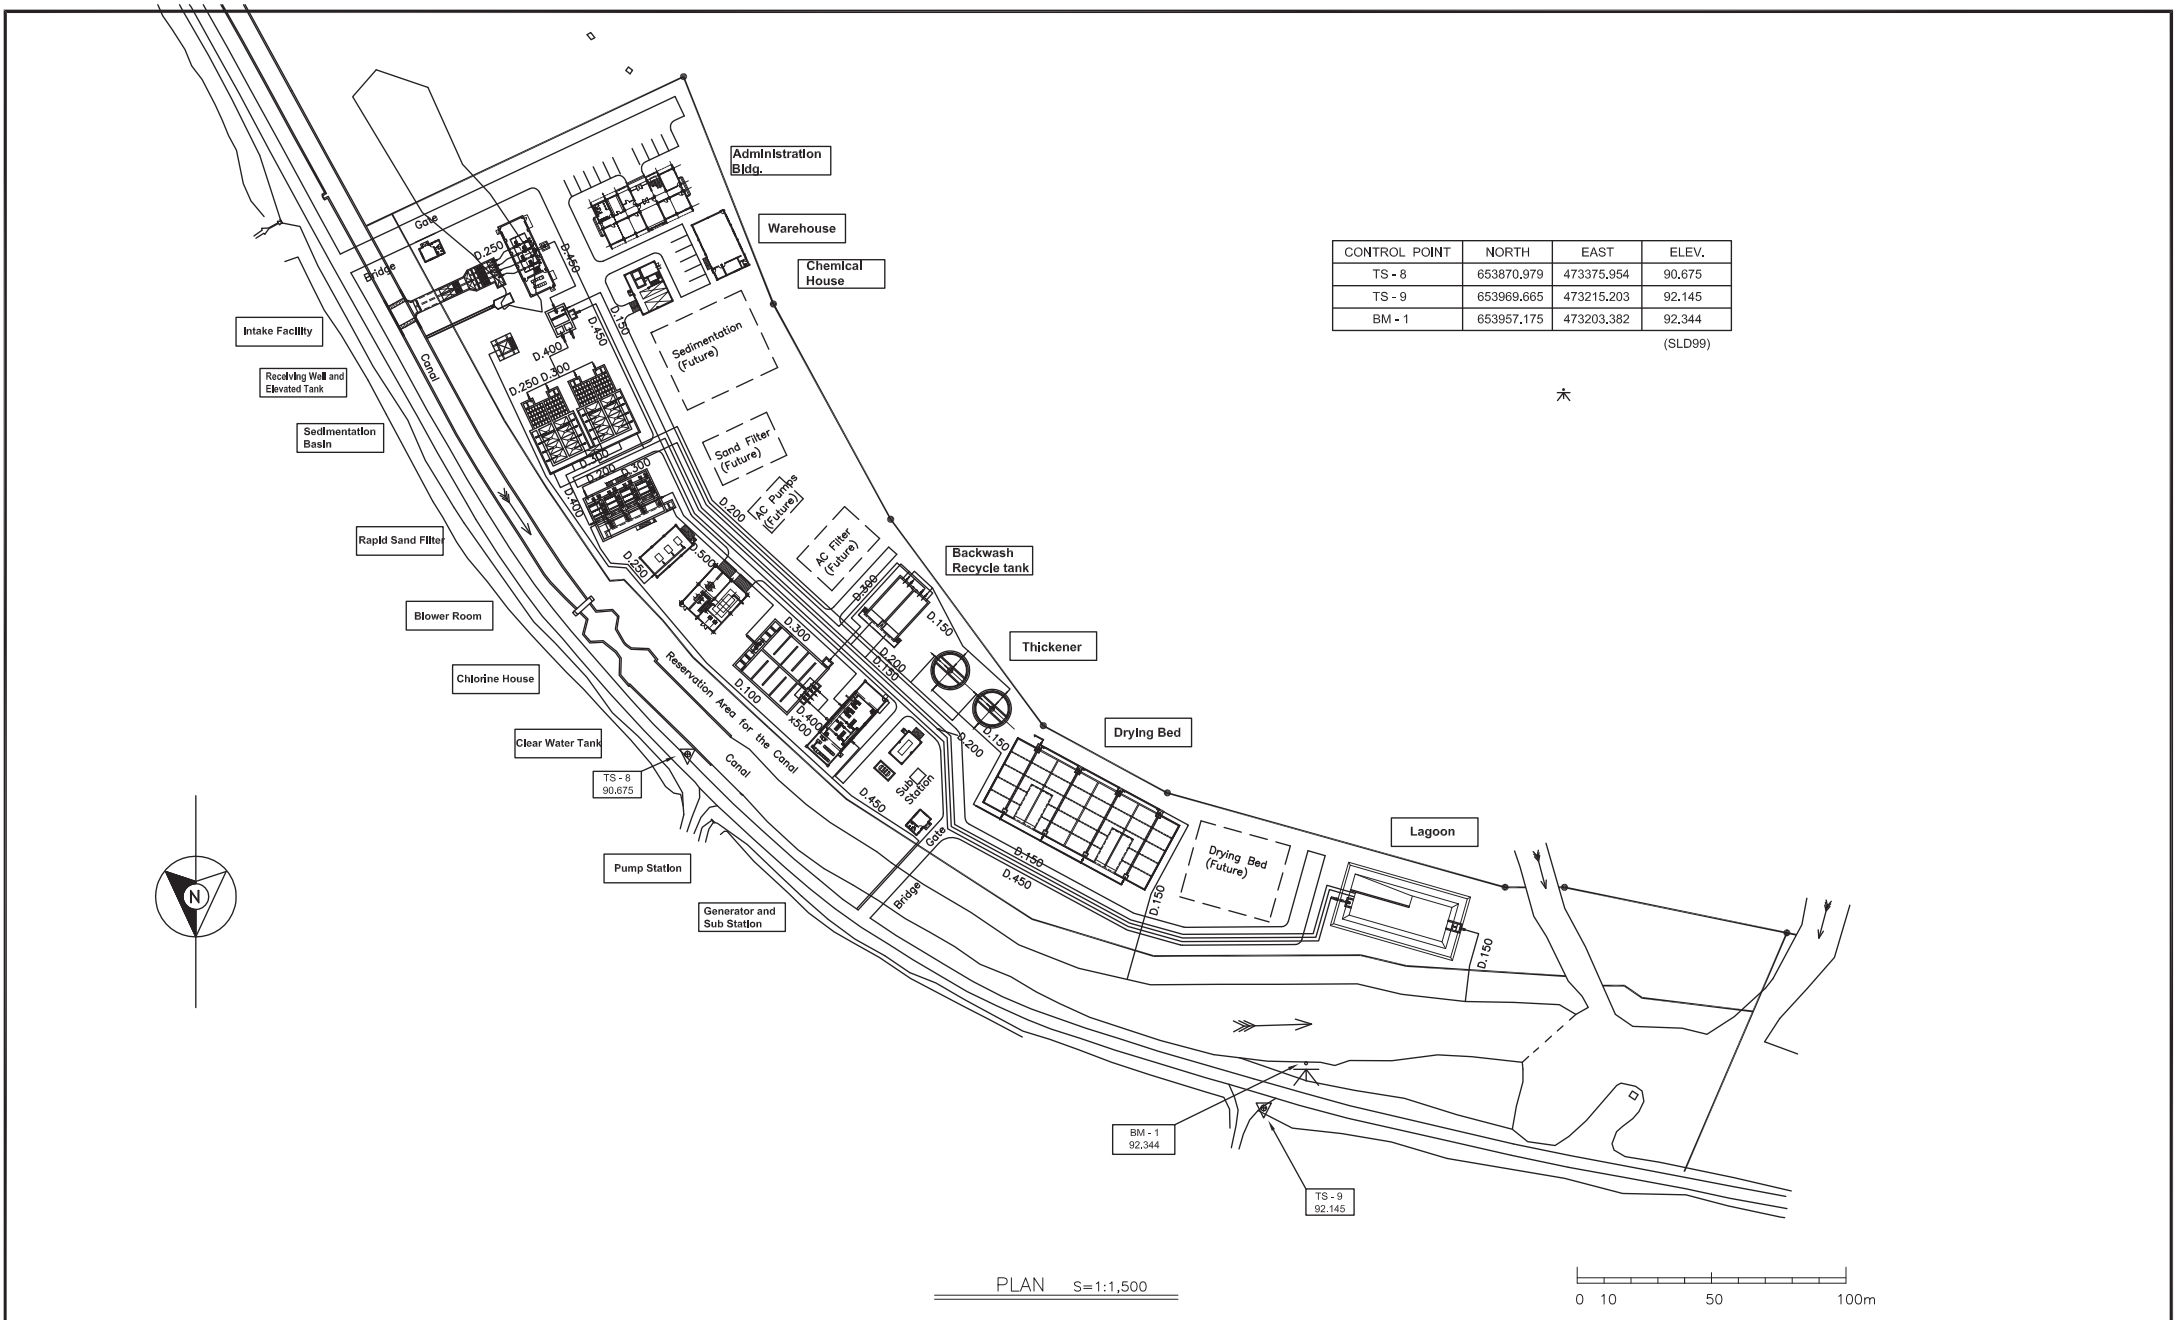 Administration
Bldg.
Warehouse
Chemical
House
CONTROL POINT NORTH EAST ELEV.
TS - 8 653870.979 473375.954 90.675
TS - 9 653969.665 473215.203 92.145
BM - 1 653957.175 473203.382 92.344
(SLD99)
Gate
Bridge
D.250
D.450
D.450
D.150
D.400
D.250
D.300
Canal
Sedimentation
(Future)
Intake Facility
Receiving Well and
Elevated Tank
Sedimentation
Basin
Sand Filter
(Future)
D.300
D.200
D.300
D.400
D.200
AC Pumps
(Future)
AC Filter
(Future)
Rapid Sand Filter
D.250
D.500
Backwash
Recycle tank
D.300
D.150
Blower Room
D.300
D.200
D.150
Thickener
Chlorine House
D.100
D.400
x500
Reservation Area for the Canal
D.150
D.200
Drying Bed
Clear Water Tank
Canal
TS - 8
90.675
Sub
Station
D.450
Gate
Bridge
D.150
D.450
D.150
Drying Bed
(Future)
Lagoon
D.150
Pump Station
Generator and
Sub Station
N
BM - 1
92.344
TS - 9
92.145
PLAN S=1:1,500
0 10 50 100m